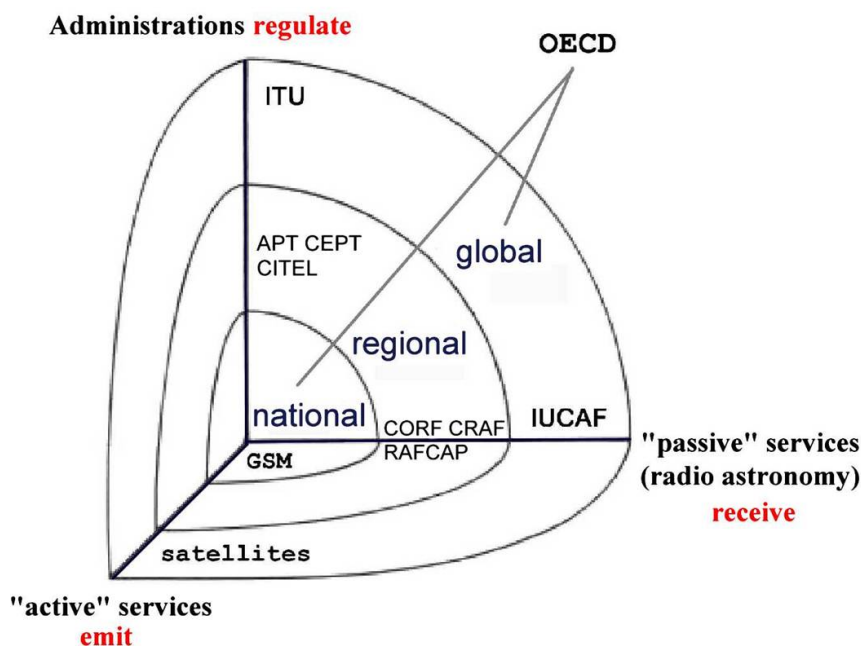 Administrations regulate
OECD
ITU
APT CEPT
CITEL
global
regional
national
CORF CRAF
RAFCAP
IUCAF
GSM
"passive" services
(radio astronomy)
receive
satellites
"active" services
emit